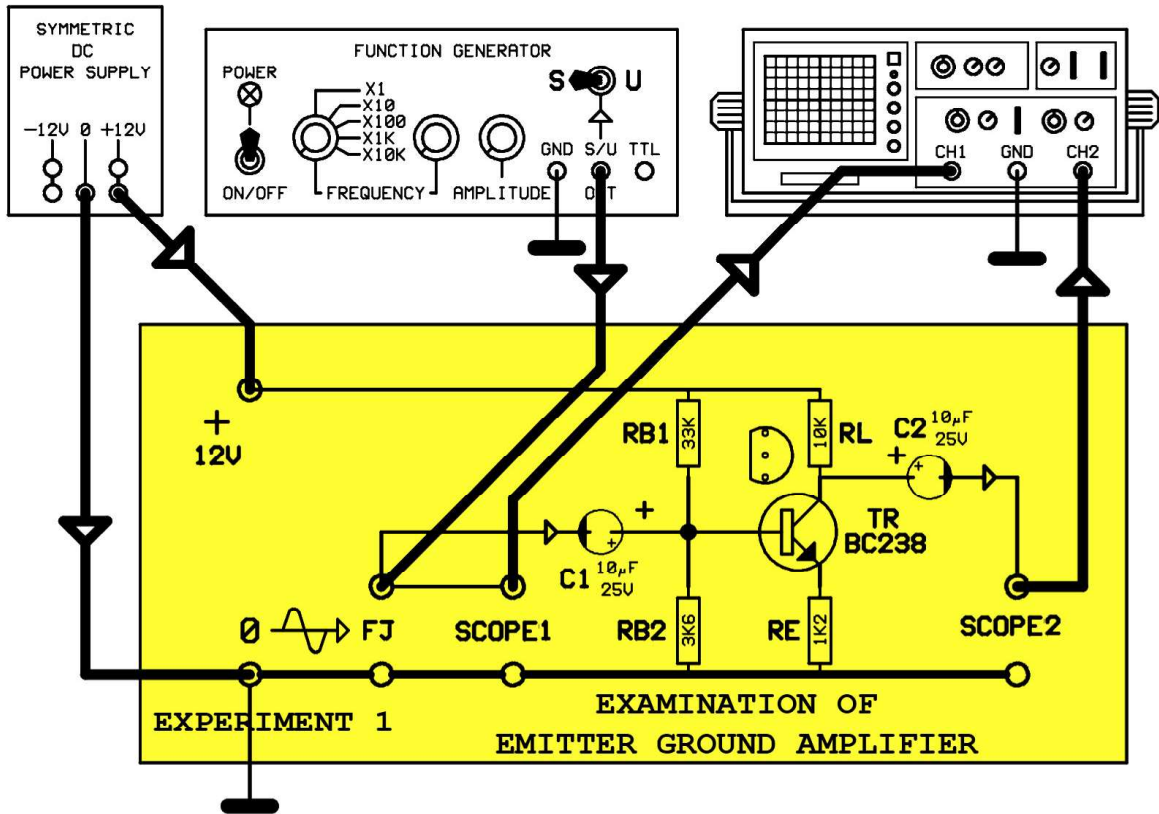 SYMMETRIC
DC
POWER SUPPLY
-12V 0 +12V
FUNCTION GENERATOR
POWER
ON/OFF
X1
X10
X100
X1K
X10K
FREQUENCY
AMPLITUDE
S U
GND S/U TTL
OUT
CH1 GND CH2
+
12V
RB1
33K
10K
RL
C2
10µF
25V
+
TR
BC238
+
C1
10µF
25V
0
FJ
SCOPE1
RB2
3K6
RE
1K2
SCOPE2
EXPERIMENT 1
EXAMINATION OF
EMITTER GROUND AMPLIFIER